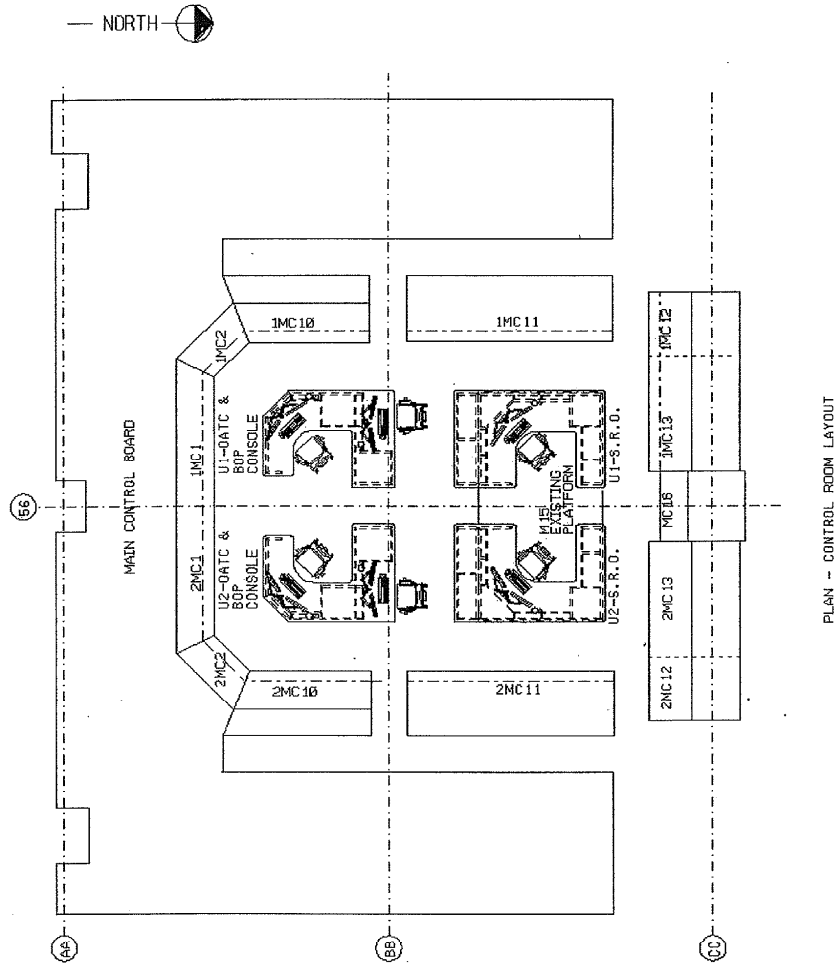 NORTH
56
MAIN CONTROL BOARD
2MC1
1MC1
2MC2
1MC2
U2-OATC &
BOP
CONSOLE
U1-OATC &
BOP
CONSOLE
2MC10
1MC10
2MC11
1MC11
M15
EXISTING
PLATFORM
U2-S.R.O.
U1-S.R.O.
2MC12
2MC13
MC16
1MC13
1MC12
AA
BB
CC
PLAN - CONTROL ROOM LAYOUT